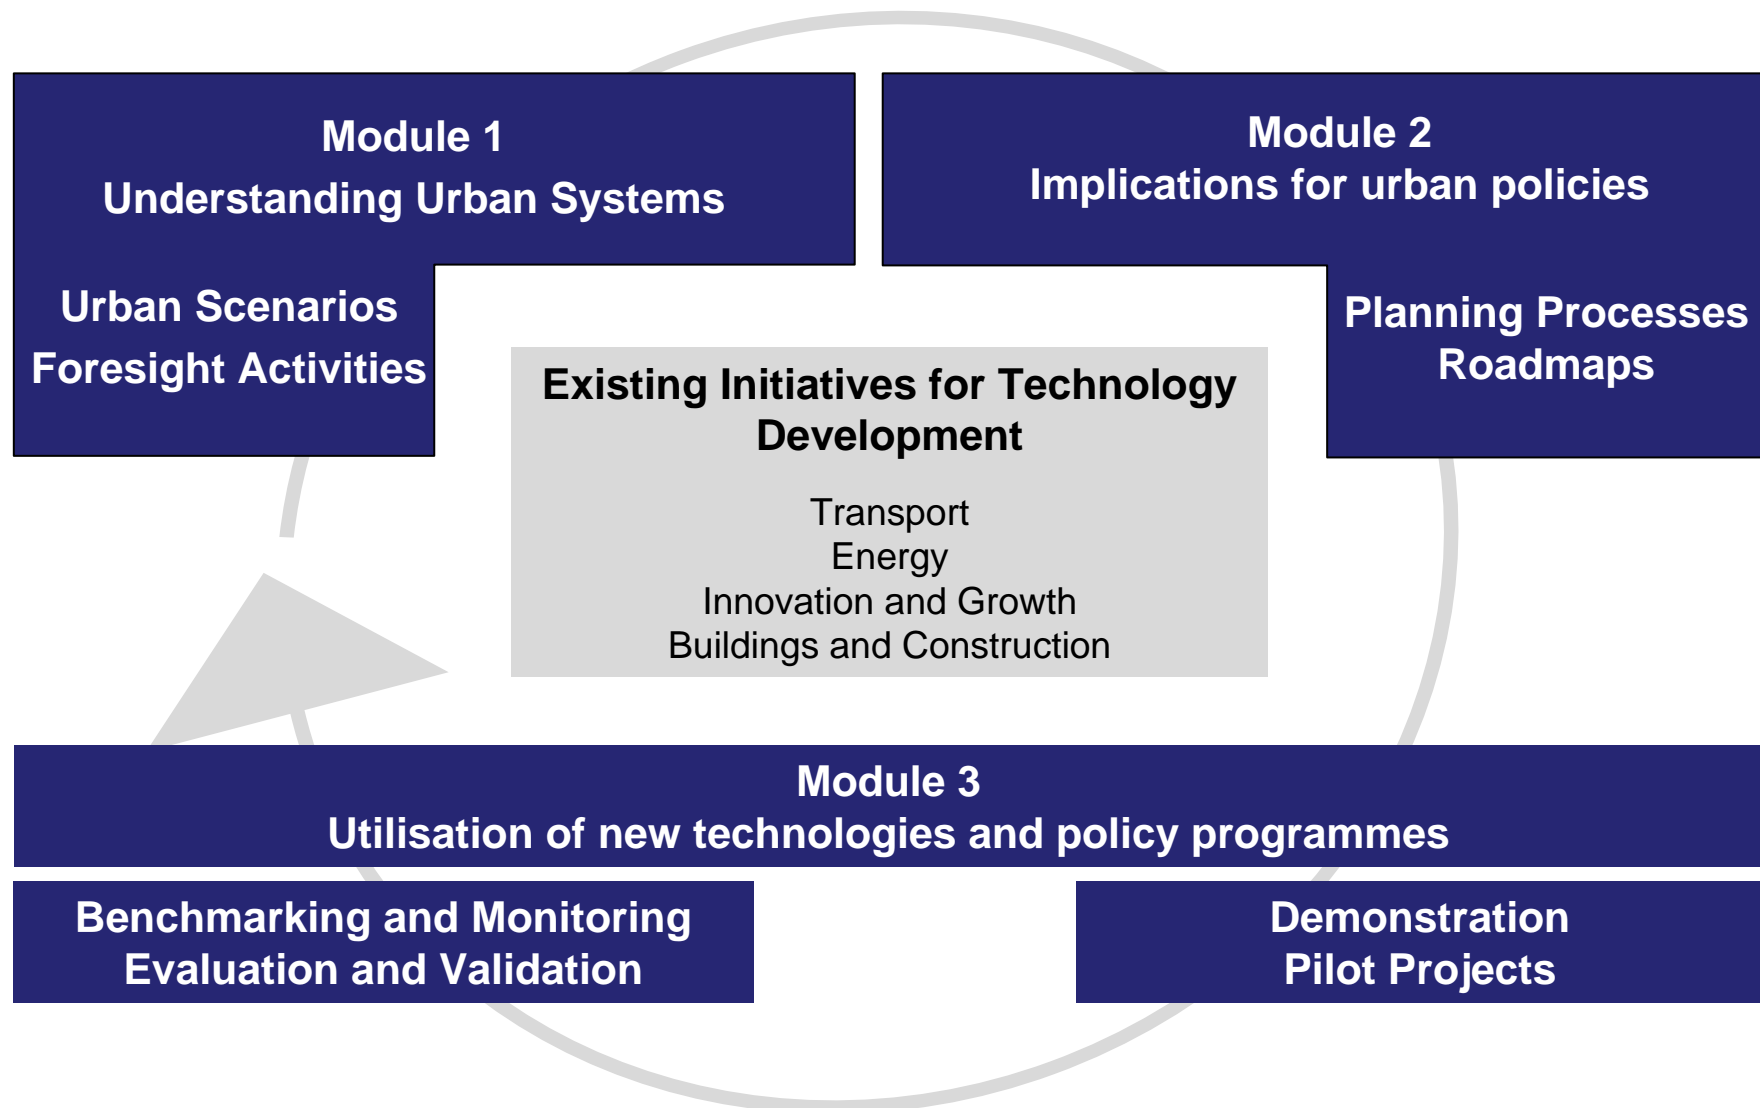 Module 1
Understanding Urban Systems
Urban Scenarios
Foresight Activities
Module 2
Implications for urban policies
Planning Processes
Roadmaps
Existing Initiatives for Technology
Development
Transport
Energy
Innovation and Growth
Buildings and Construction
Module 3
Utilisation of new technologies and policy programmes
Benchmarking and Monitoring
Evaluation and Validation
Demonstration
Pilot Projects